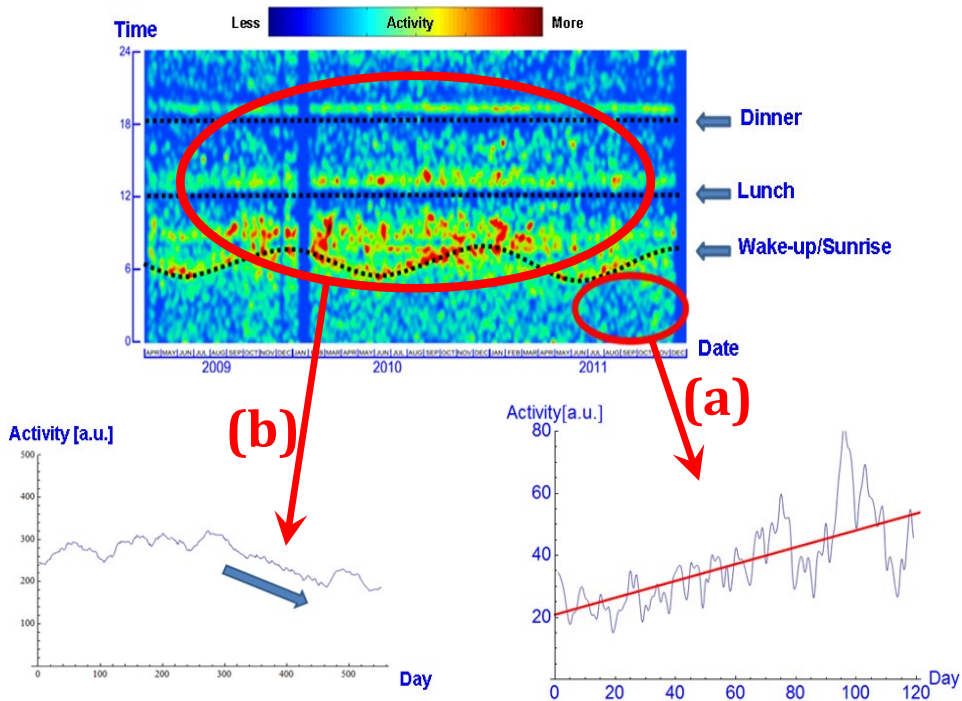 Less Activity More
Time
24
18
12
6
0
Dinner
Lunch
Wake-up/Sunrise
APR MAY JUN JUL AUG SEP OCT NOV DEC JAN FEB MAR APR MAY JUN JUL AUG SEP OCT NOV DEC JAN FEB MAR APR MAY JUN JUL AUG SEP OCT NOV DEC
Date
2009 2010 2011
(b)
(a)
Activity [a.u.]
500
400
300
200
100
0 100 200 300 400 500
Day
Activity[a.u.]
80
60
40
20
0 20 40 60 80 100 120
Day